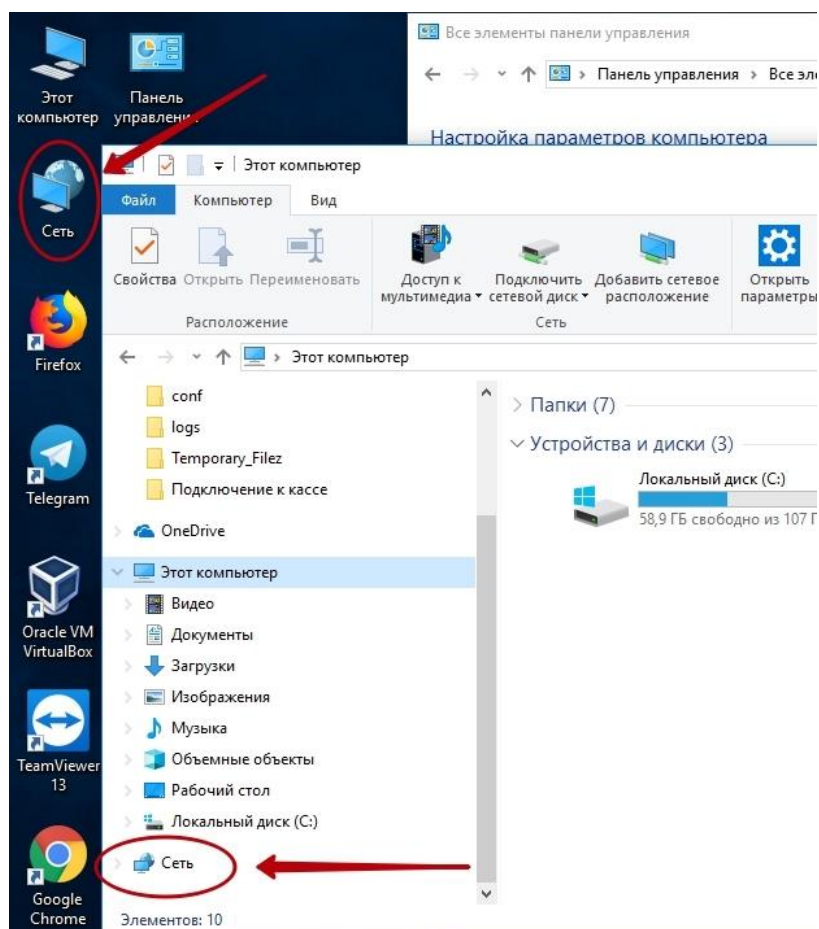 Этот
компьютер
Панель
управления
Сеть
Firefox
Telegram
Oracle VM
VirtualBox
TeamViewer
13
Google
Chrome
Все элементы панели управления
Панель управления
Все эле
Настройка параметров компьютера
Этот компьютер
Файл
Компьютер
Вид
Свойства
Открыть
Переименовать
Расположение
Доступ к
мультимедиа
Подключить
сетевой диск
Добавить сетевое
расположение
Сеть
Открыть
параметры
Этот компьютер
conf
logs
Temporary_Filez
Подключение к кассе
OneDrive
Этот компьютер
Видео
Документы
Загрузки
Изображения
Музыка
Объемные объекты
Рабочий стол
Локальный диск (C:)
Сеть
Элементов: 10
Папки (7)
Устройства и диски (3)
Локальный диск (C:)
58,9 ГБ свободно из 107 Г